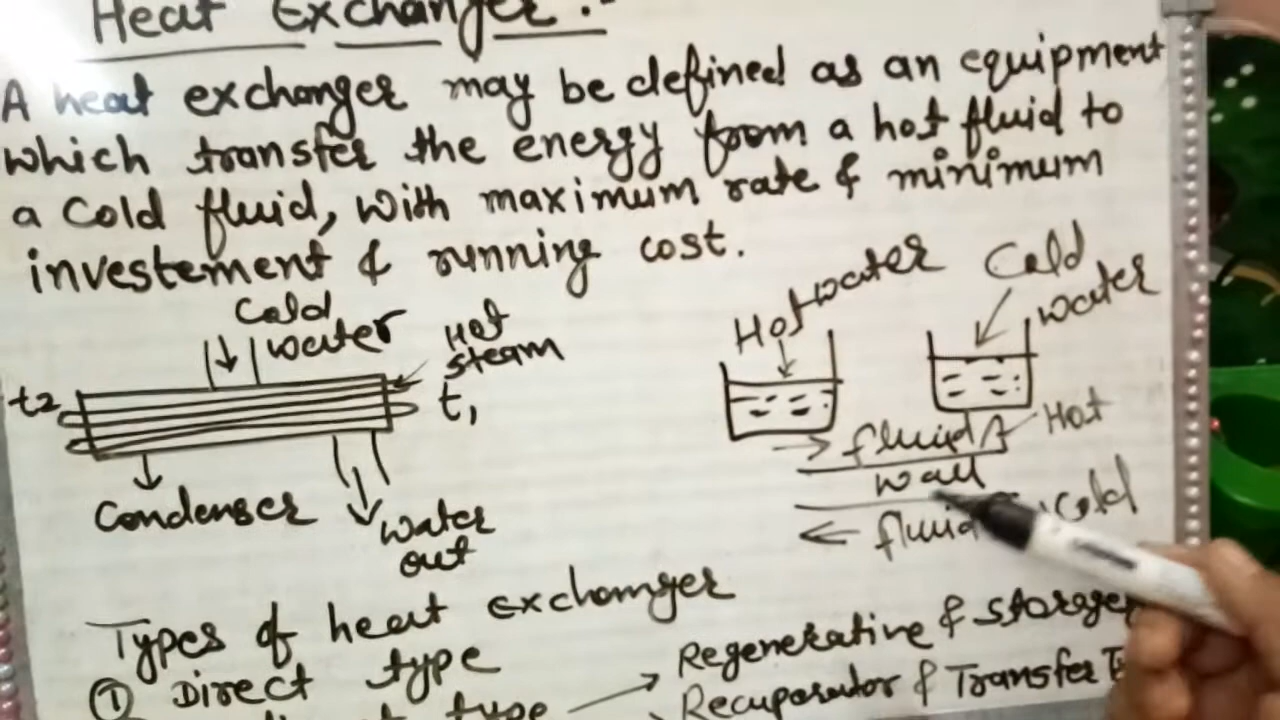 Heat Exchanger :-
A heat exchanger may be defined as an equipment
which transfer the energy from a hot fluid to
a cold fluid, with maximum rate & minimum
investement & running cost.
Cold
water
Hot
steam
t2
t1
Condenser
water
out
Hot water
Cold
water
fluid A
Hot
wall
fluid
cold
Types of heat exchanger
① Direct type
type
Regenerative & storage
Recuperator & Transfer